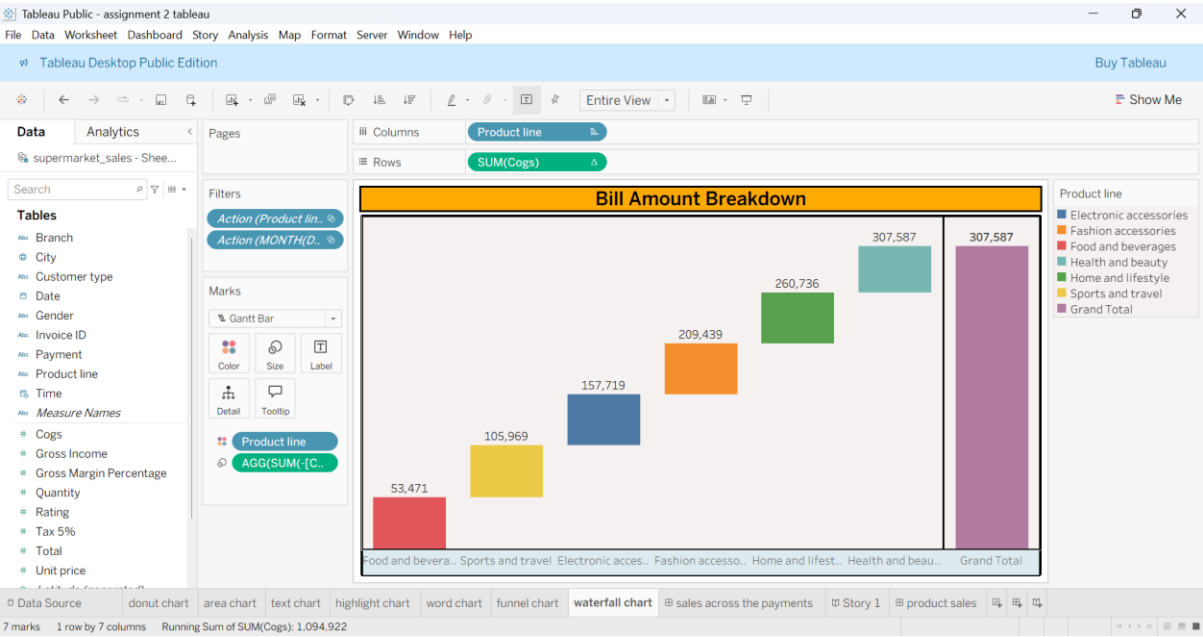 Tableau Public - assignment 2 tableau
File Data Worksheet Dashboard Story Analysis Map Format Server Window Help
Tableau Desktop Public Edition
Buy Tableau
Entire View
Show Me
Data Analytics
supermarket_sales - Shee...
Search
Tables
Abc Branch
City
Abc Customer type
Date
Abc Gender
Abc Invoice ID
Abc Payment
Abc Product line
Time
Abc Measure Names
# Cogs
# Gross Income
# Gross Margin Percentage
# Quantity
# Rating
# Tax 5%
# Total
# Unit price
Pages
Filters
Action (Product lin..
Action (MONTH(D..
Marks
Gantt Bar
Color Size Label
Detail Tooltip
Product line
AGG(SUM(-[C..
Columns Product line
Rows SUM(Cogs)
Bill Amount Breakdown
307,587 307,587
260,736
209,439
157,719
105,969
53,471
Food and bevera.. Sports and travel Electronic acces.. Fashion accesso.. Home and lifest.. Health and beau.. Grand Total
Product line
Electronic accessories
Fashion accessories
Food and beverages
Health and beauty
Home and lifestyle
Sports and travel
Grand Total
Data Source donut chart area chart text chart highlight chart word chart funnel chart waterfall chart sales across the payments Story 1 product sales
7 marks 1 row by 7 columns Running Sum of SUM(Cogs): 1,094,922